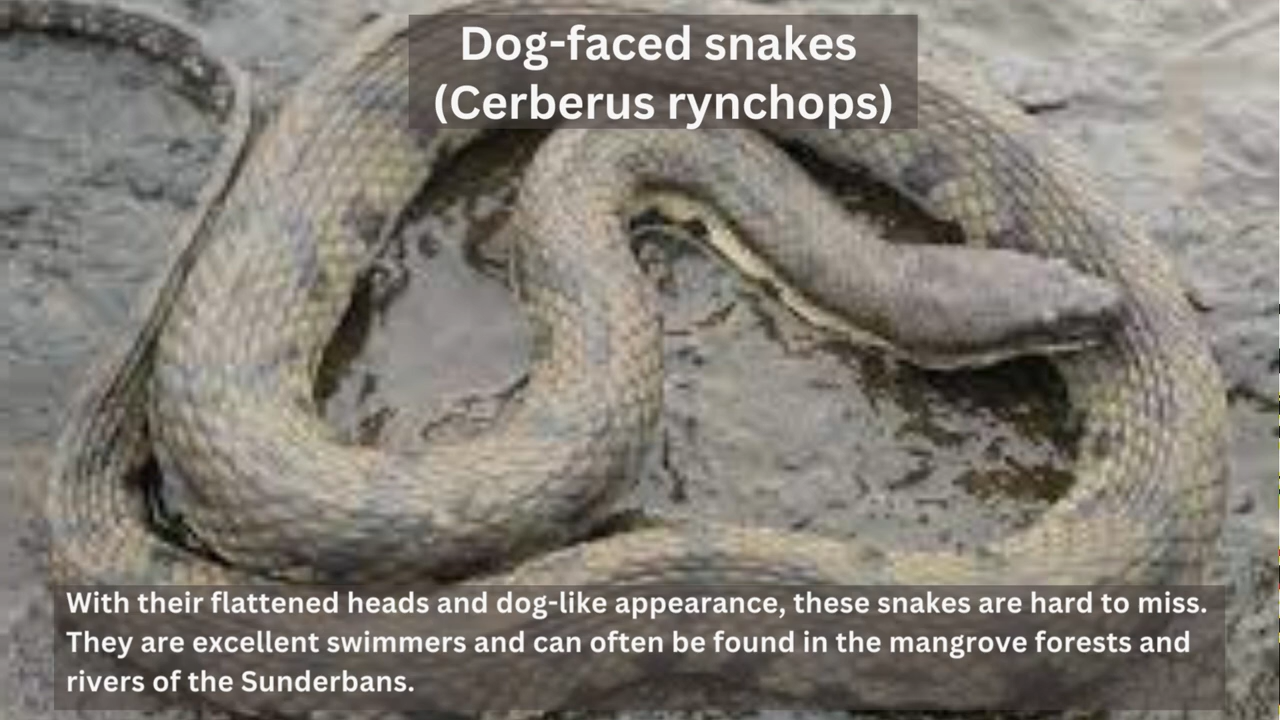 Dog-faced snakes
(Cerberus rynchops)
With their flattened heads and dog-like appearance, these snakes are hard to miss.
They are excellent swimmers and can often be found in the mangrove forests and
rivers of the Sunderbans.